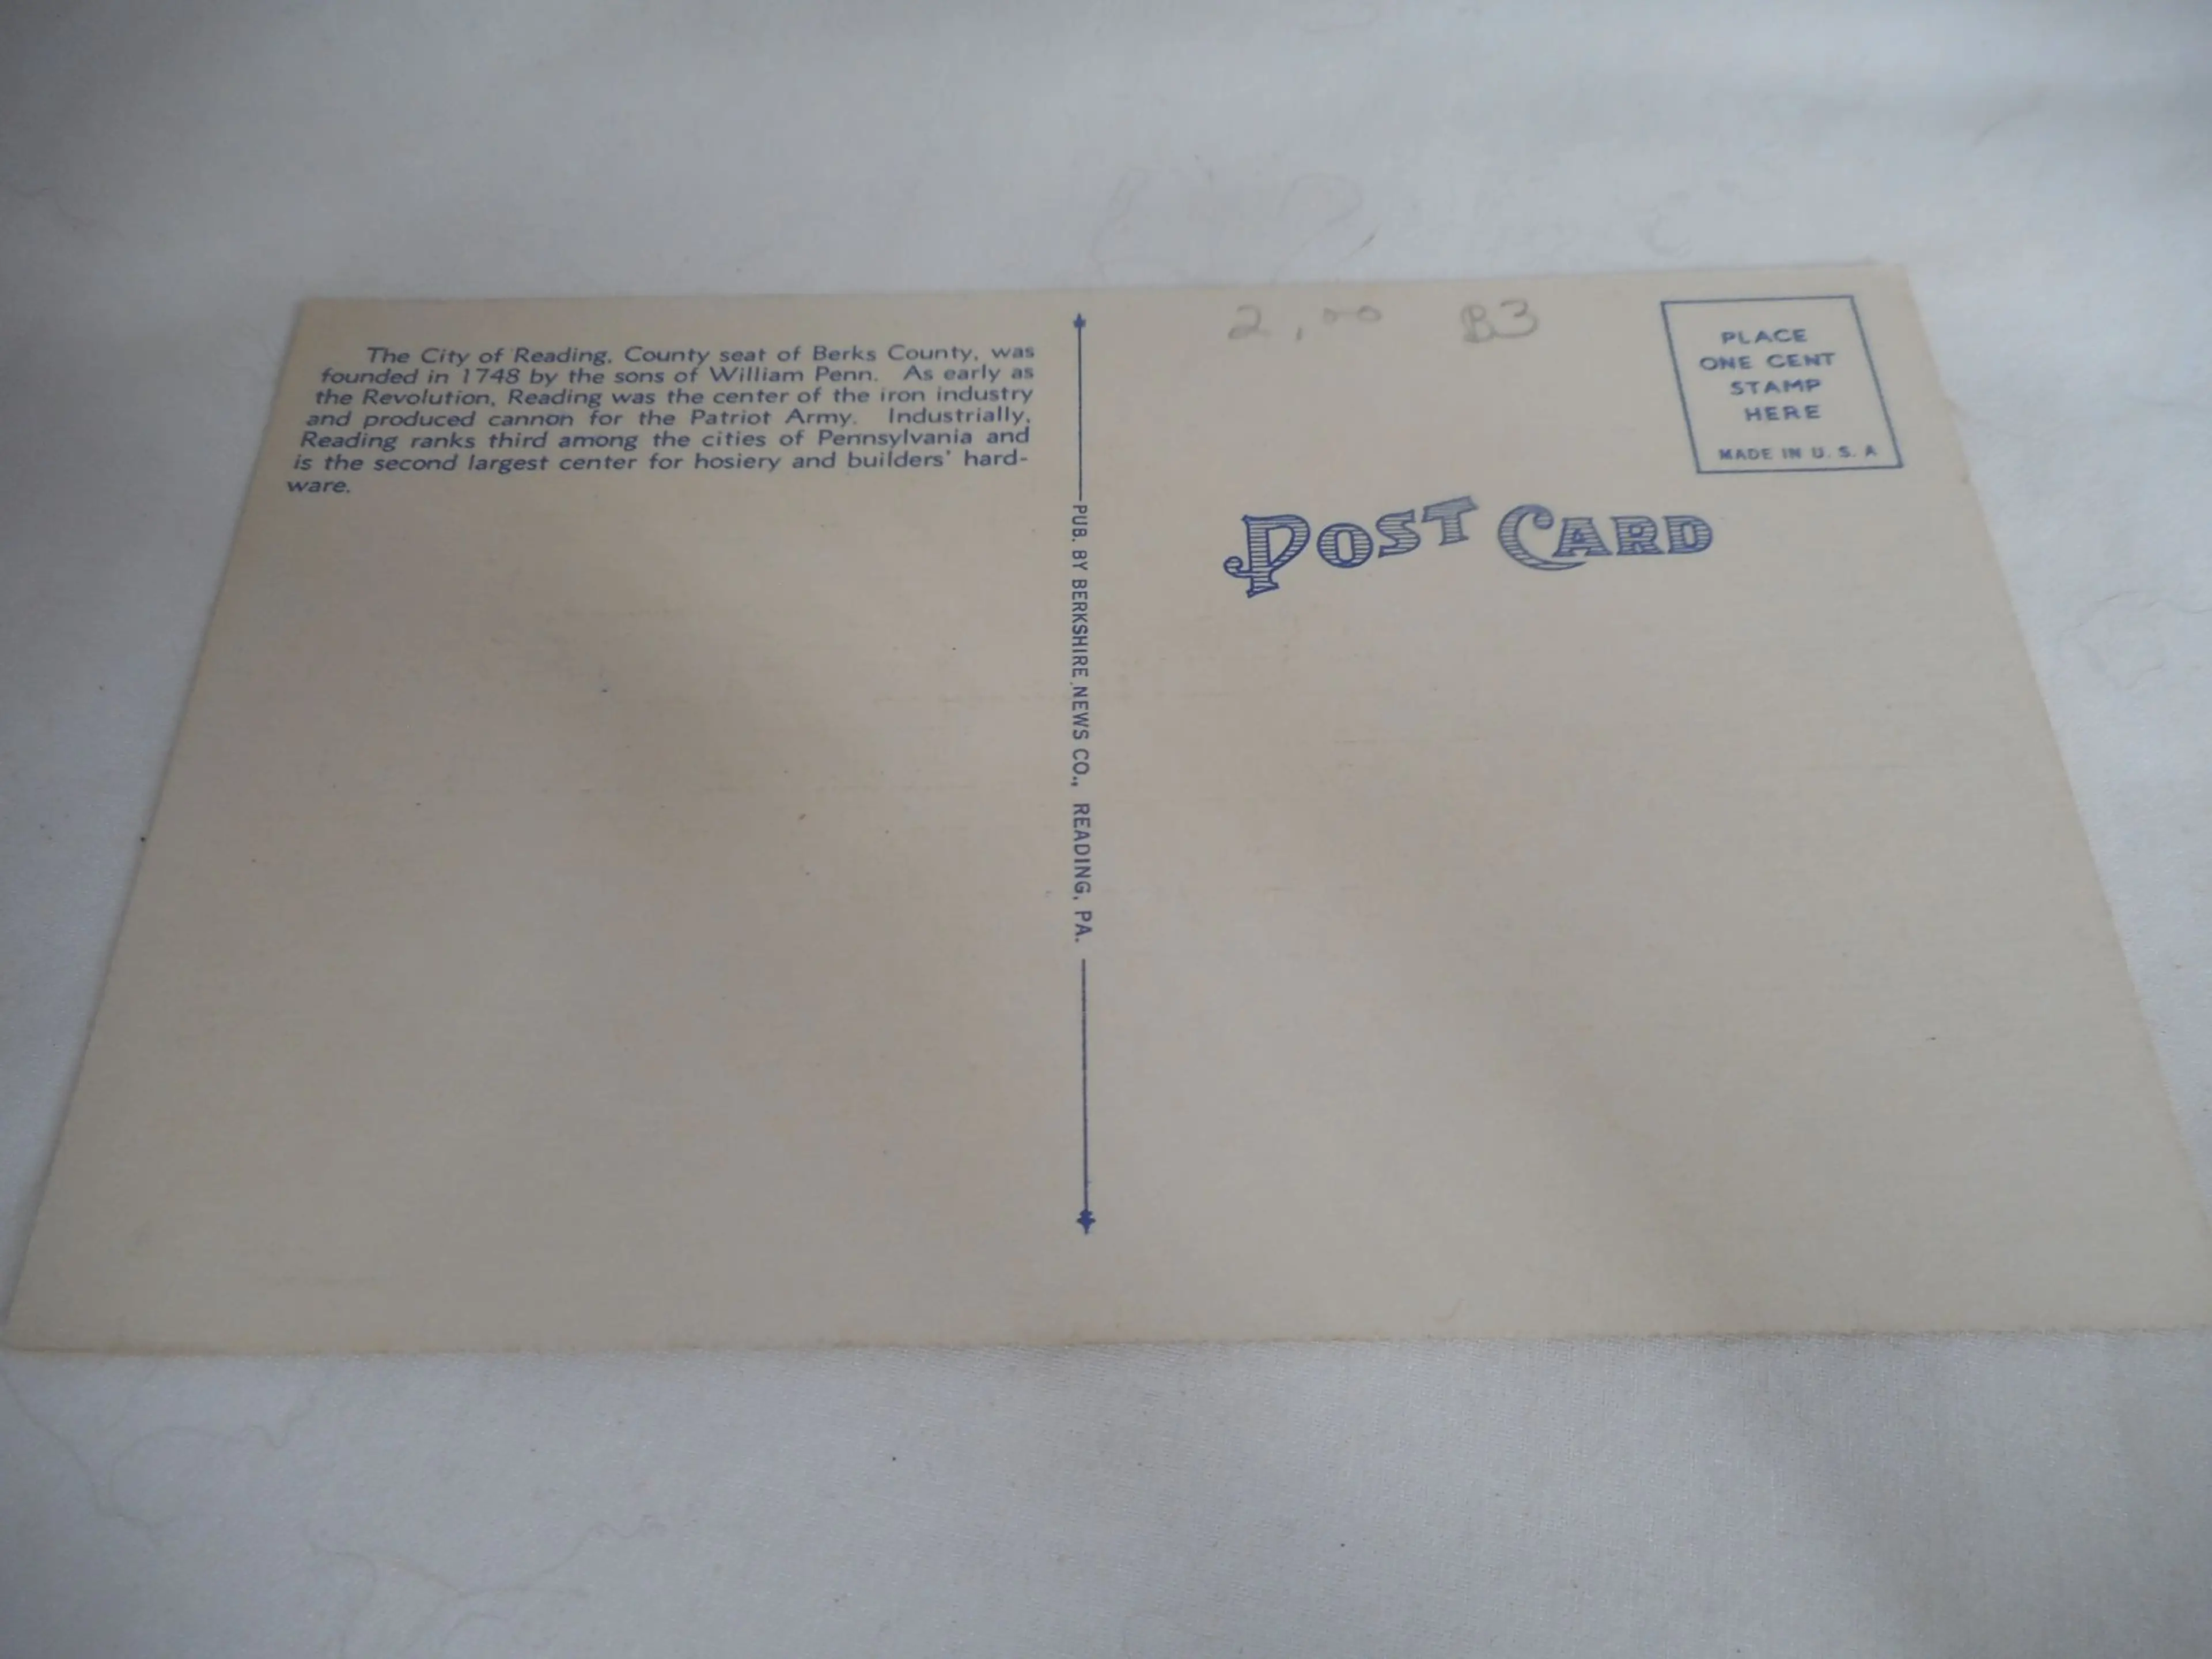 The City of Reading, County seat of Berks County, was
founded in 1748 by the sons of William Penn. As early as
the Revolution, Reading was the center of the iron industry
and produced cannon for the Patriot Army. Industrially,
Reading ranks third among the cities of Pennsylvania and
is the second largest center for hosiery and builders' hard-
ware.
PUB. BY BERKSHIRE NEWS CO., READING, PA.
2.00 B3
PLACE
ONE CENT
STAMP
HERE
MADE IN U. S. A
POST CARD